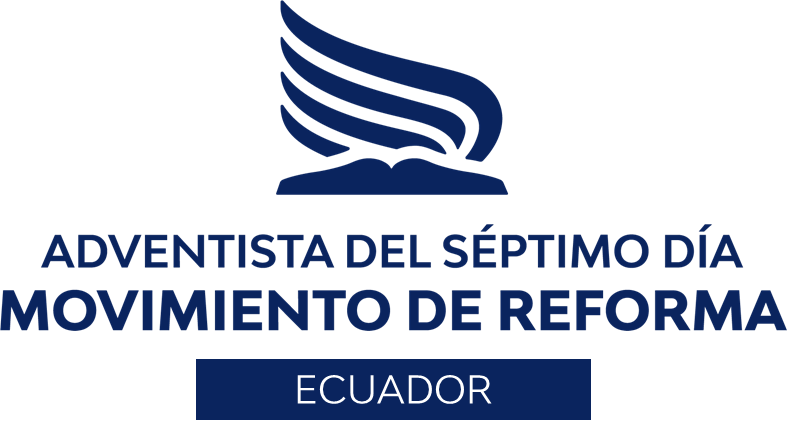 ADVENTISTA DEL SÉPTIMO DÍA
MOVIMIENTO DE REFORMA
ECUADOR